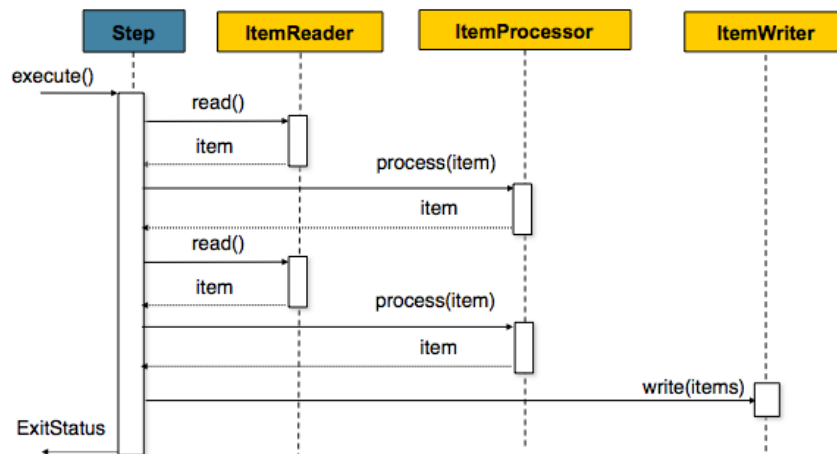 Step
ItemReader
ItemProcessor
ItemWriter
execute()
read()
item
process(item)
item
read()
item
process(item)
item
write(items)
ExitStatus